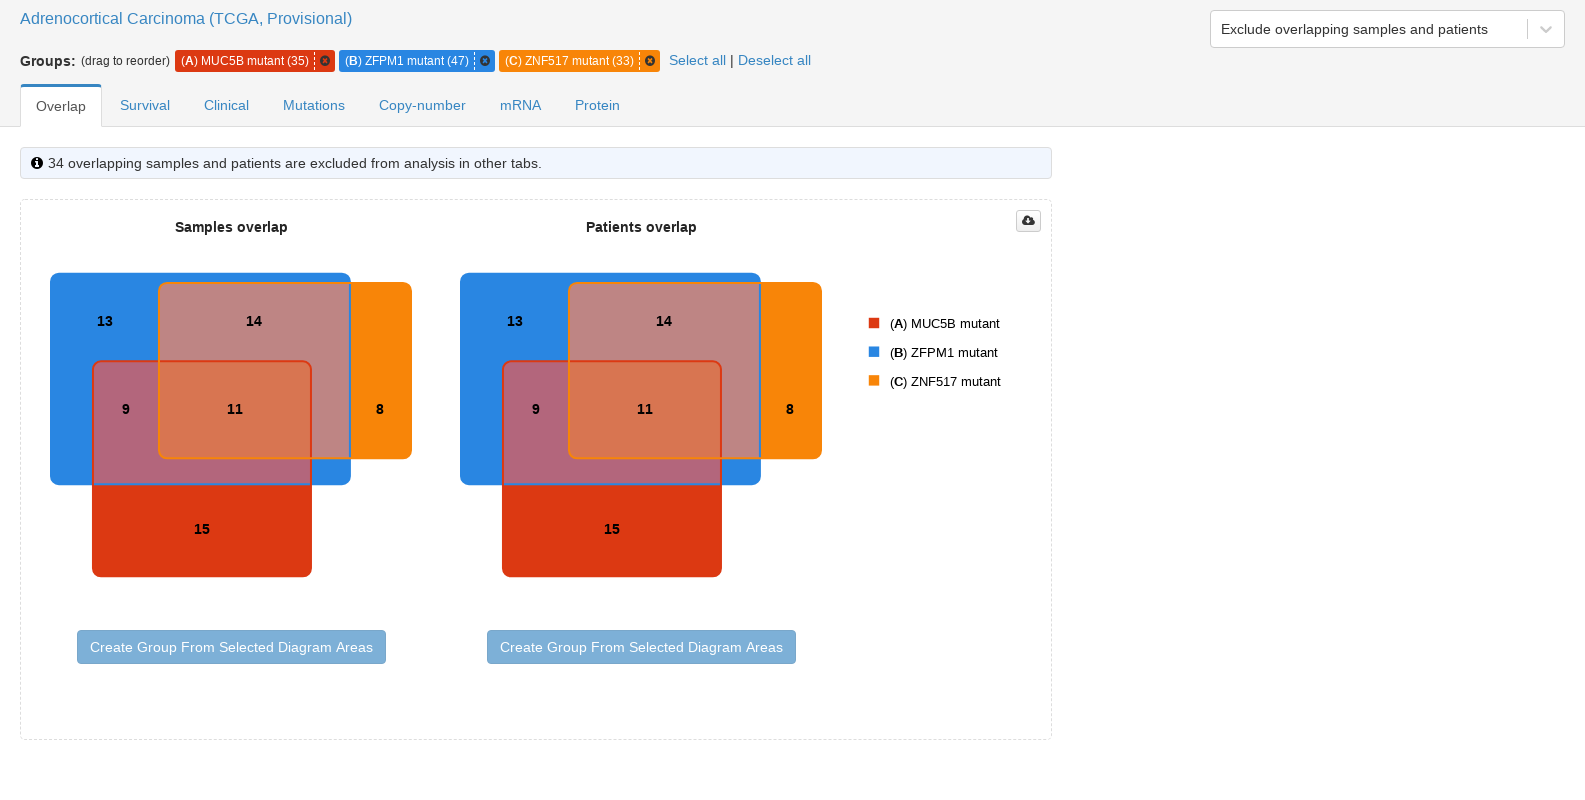 Adrenocortical Carcinoma (TCGA, Provisional)
Exclude overlapping samples and patients
Groups: (drag to reorder) (A) MUC5B mutant (35) (B) ZFPM1 mutant (47) (C) ZNF517 mutant (33) Select all | Deselect all
Overlap Survival Clinical Mutations Copy-number mRNA Protein
34 overlapping samples and patients are excluded from analysis in other tabs.
Samples overlap
13
14
9
11
8
15
Create Group From Selected Diagram Areas
Patients overlap
13
14
9
11
8
15
Create Group From Selected Diagram Areas
(A) MUC5B mutant
(B) ZFPM1 mutant
(C) ZNF517 mutant